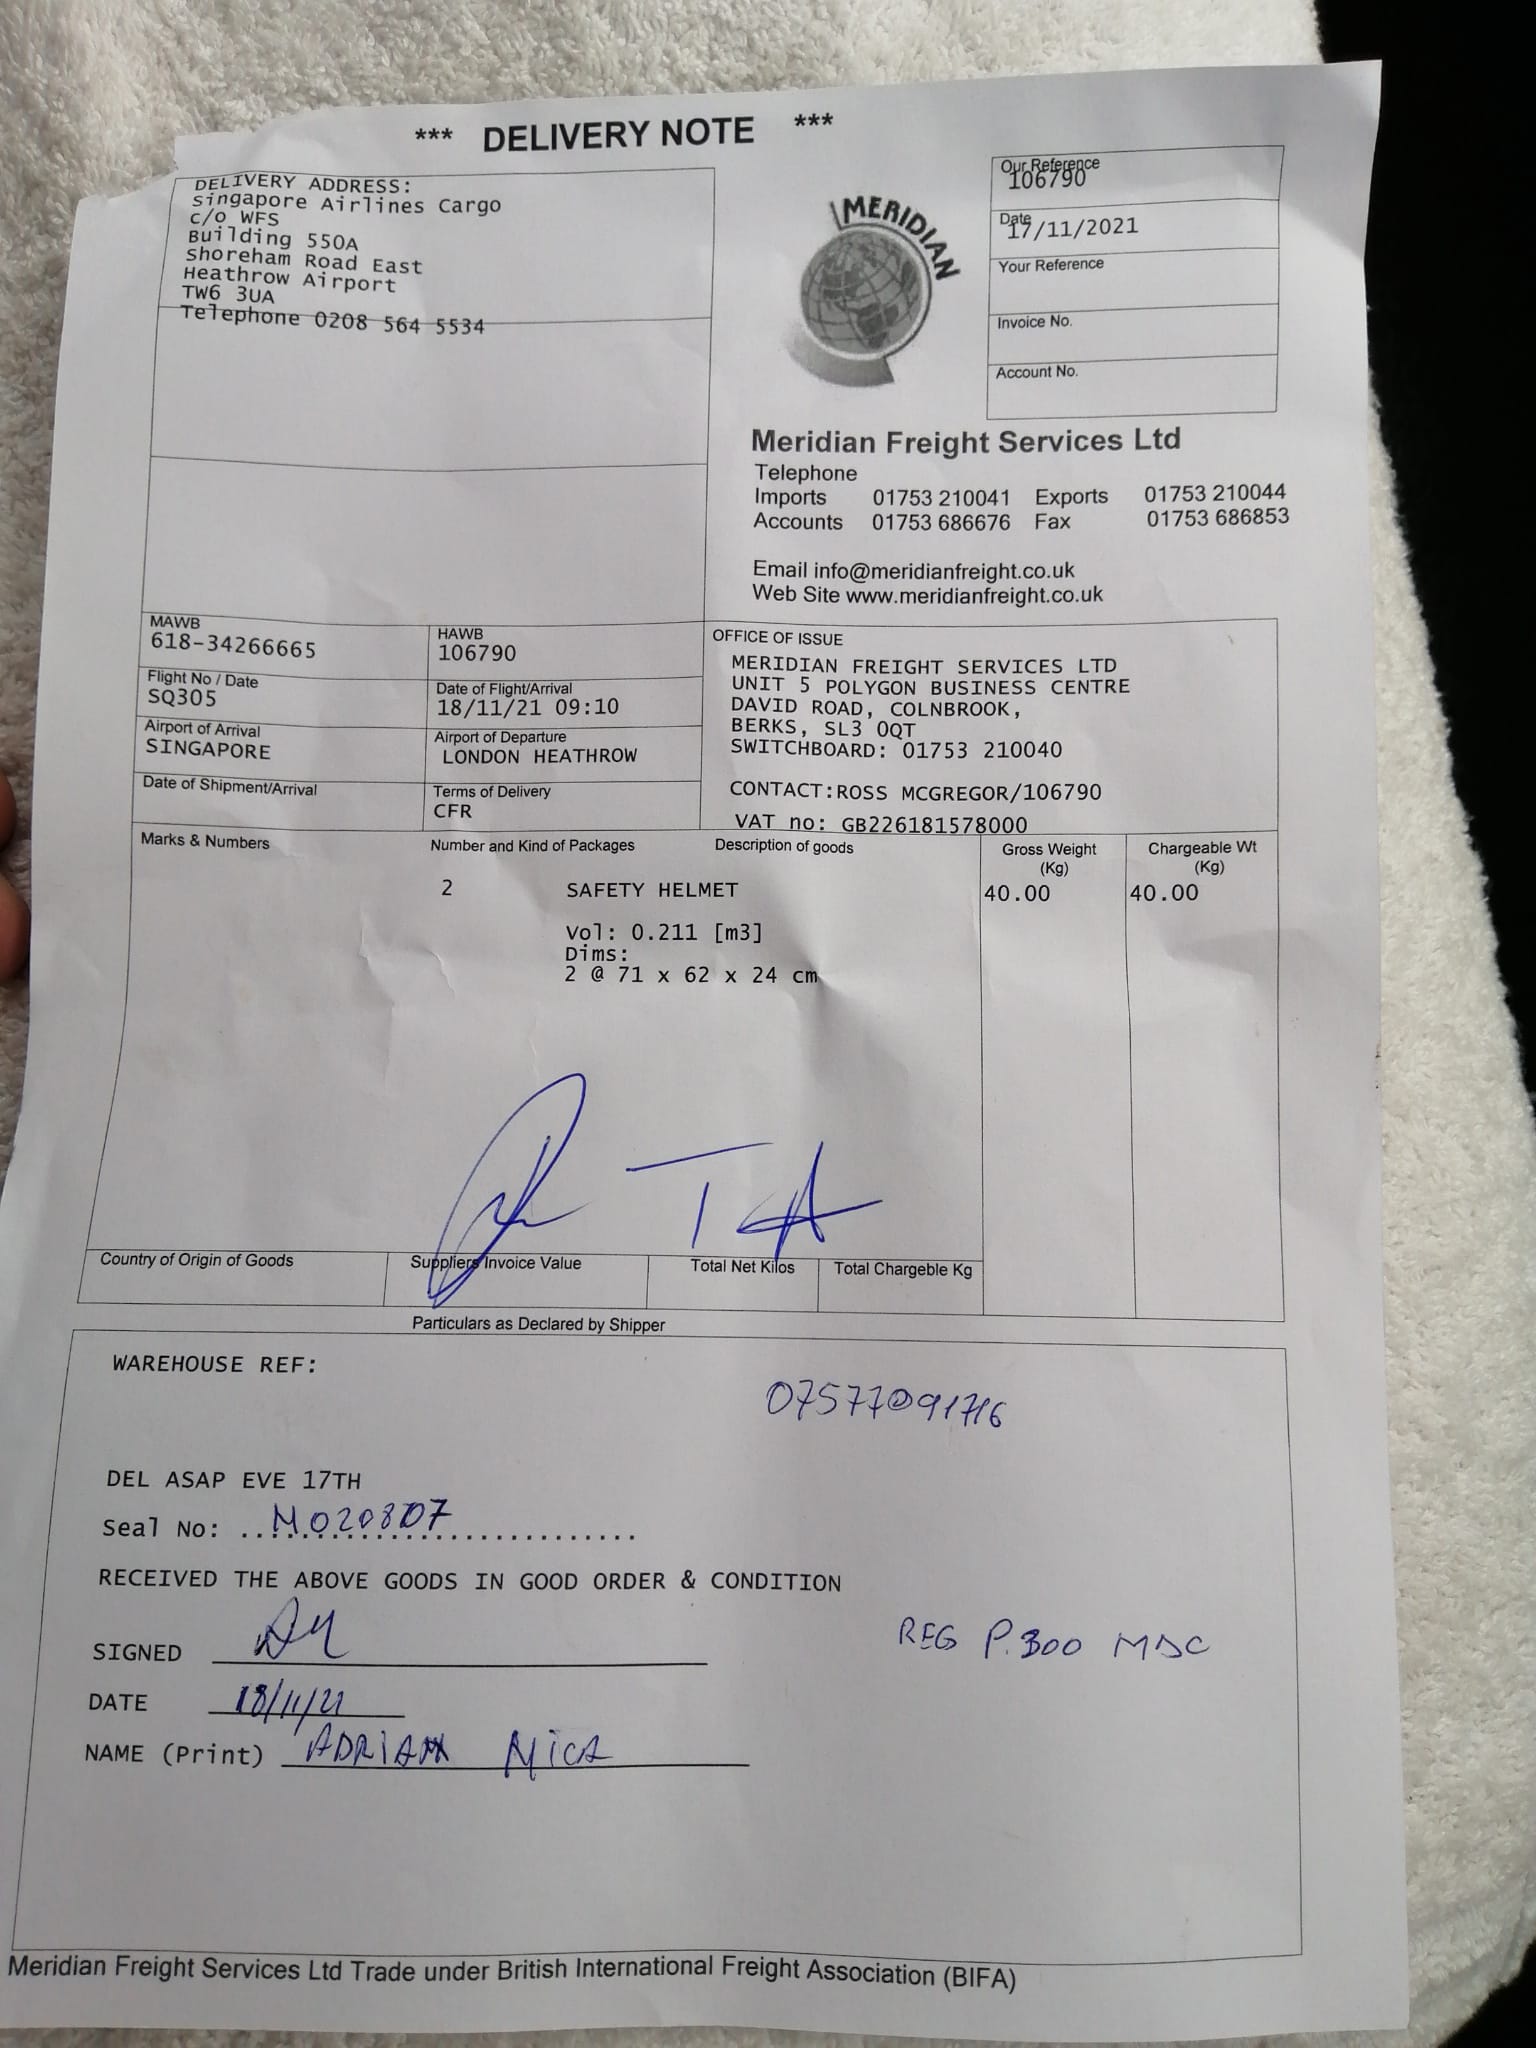 *** DELIVERY NOTE ***
DELIVERY ADDRESS:
Singapore Airlines Cargo
c/o WFS
Building 550A
Shoreham Road East
Heathrow Airport
TW6 3UA
Telephone 0208 564 5534
MERIDIAN
Our Reference
106790
Date
17/11/2021
Your Reference
Invoice No.
Account No.
Meridian Freight Services Ltd
Telephone
Imports 01753 210041 Exports 01753 210044
Accounts 01753 686676 Fax 01753 686853
Email info@meridianfreight.co.uk
Web Site www.meridianfreight.co.uk
MAWB
618-34266665
HAWB
106790
Flight No / Date
SQ305
Date of Flight/Arrival
18/11/21 09:10
Airport of Arrival
SINGAPORE
Airport of Departure
LONDON HEATHROW
Date of Shipment/Arrival
Terms of Delivery
CFR
OFFICE OF ISSUE
MERIDIAN FREIGHT SERVICES LTD
UNIT 5 POLYGON BUSINESS CENTRE
DAVID ROAD, COLNBROOK,
BERKS, SL3 0QT
SWITCHBOARD: 01753 210040
CONTACT:ROSS MCGREGOR/106790
VAT no: GB226181578000
Marks & Numbers Number and Kind of Packages Description of goods Gross Weight (Kg) Chargeable Wt (Kg)
2 SAFETY HELMET 40.00 40.00
Vol: 0.211 [m3]
Dims:
2 @ 71 x 62 x 24 cm
Country of Origin of Goods Suppliers Invoice Value Total Net Kilos Total Chargeable Kg
Particulars as Declared by Shipper
WAREHOUSE REF:
DEL ASAP EVE 17TH
Seal No:
RECEIVED THE ABOVE GOODS IN GOOD ORDER & CONDITION
SIGNED
REG P.300 MDC
DATE 18/11/21
NAME (Print) ADRIAN MICA
Meridian Freight Services Ltd Trade under British International Freight Association (BIFA)